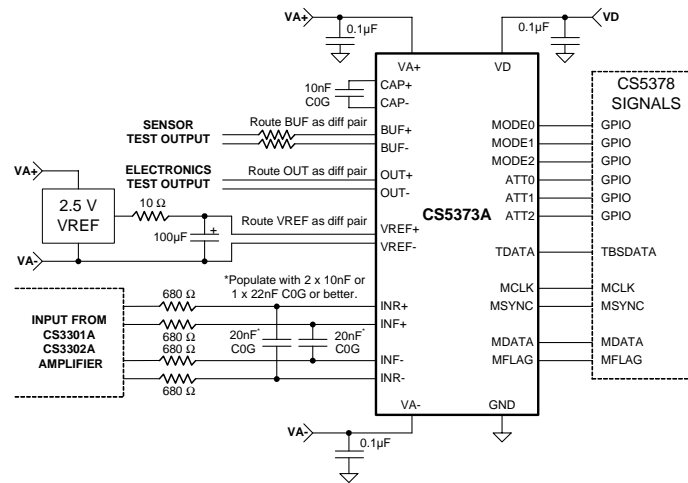 VA+
0.1µF
0.1µF
VD
VA+
VD
CS5378
SIGNALS
10nF
C0G
CAP+
CAP-
SENSOR
TEST OUTPUT
Route BUF as diff pair
BUF+
BUF-
ELECTRONICS
TEST OUTPUT
Route OUT as diff pair
OUT+
OUT-
CS5373A
MODE0
GPIO
MODE1
GPIO
MODE2
GPIO
ATT0
GPIO
ATT1
GPIO
ATT2
GPIO
VA+
2.5 V
VREF
10 Ω
100µF
+
Route VREF as diff pair
VREF+
VREF-
VA-
TDATA
TBSDATA
*Populate with 2 x 10nF or
1 x 22nF C0G or better.
MCLK
MCLK
MSYNC
MSYNC
INPUT FROM
CS3301A
CS3302A
AMPLIFIER
680 Ω
680 Ω
680 Ω
680 Ω
20nF*
C0G
20nF*
C0G
INR+
INF+
INF-
INR-
MDATA
MDATA
MFLAG
MFLAG
VA-
GND
VA-
0.1µF